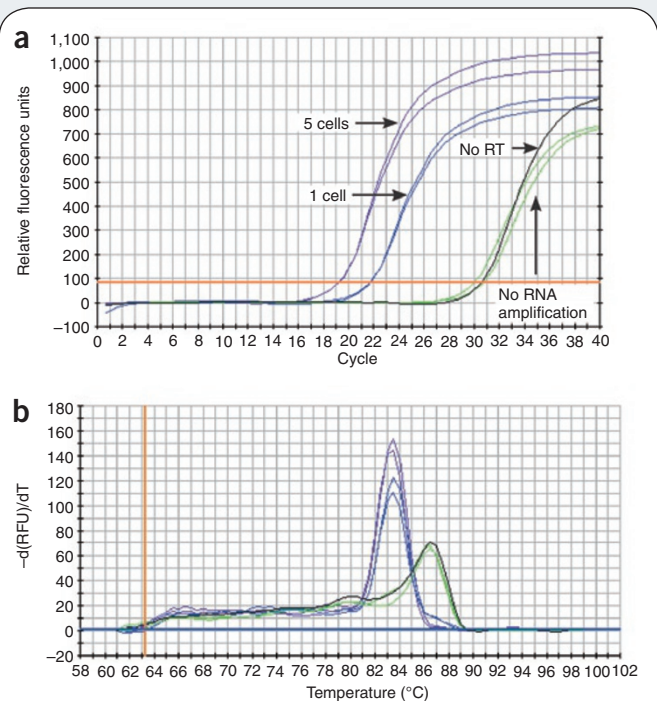 a
1,100
1,000
900
800
700
600
500
400
300
200
100
0
–100
Relative fluorescence units
5 cells
1 cell
No RT
No RNA
amplification
0 2 4 6 8 10 12 14 16 18 20 22 24 26 28 30 32 34 36 38 40
Cycle
b
180
160
140
120
100
80
60
40
20
0
–20
–d(RFU)/dT
58 60 62 64 66 68 70 72 74 76 78 80 82 84 86 88 90 92 94 96 98 100 102
Temperature (°C)